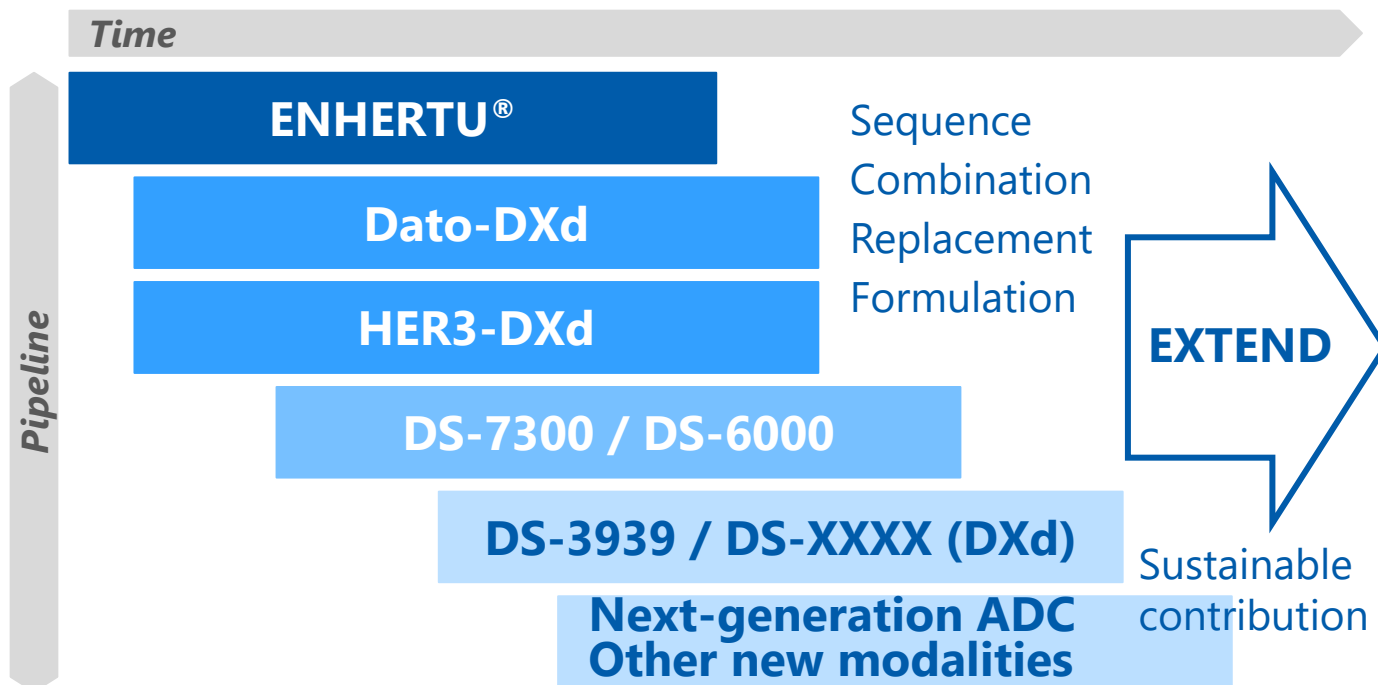 Time
Pipeline
ENHERTU®
Dato-DXd
HER3-DXd
DS-7300 / DS-6000
DS-3939 / DS-XXXX (DXd)
Next-generation ADC
Other new modalities
Sequence
Combination
Replacement
Formulation
EXTEND
Sustainable
contribution